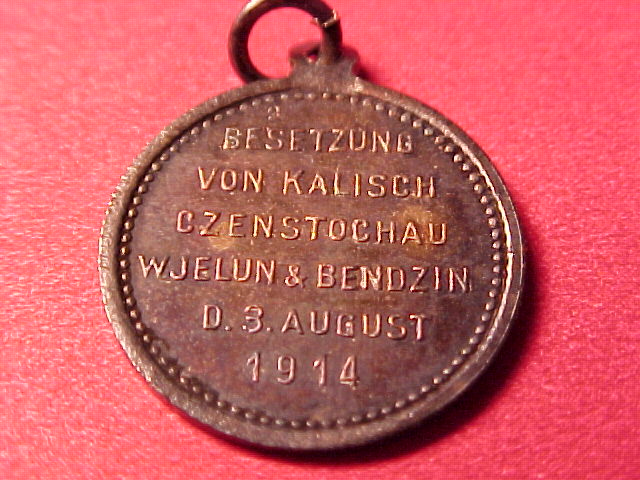 BESETZUNG
VON KALISCH
CZENSTOCHAU
WJELUN & BENDZIN
D. 3. AUGUST
1914